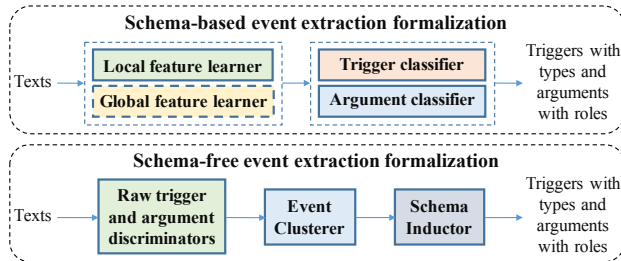 Schema-based event extraction formalization
Texts
Local feature learner
Global feature learner
Trigger classifier
Argument classifier
Triggers with
types and
arguments
with roles
Schema-free event extraction formalization
Texts
Raw trigger
and argument
discriminators
Event
Clusterer
Schema
Inductor
Triggers with
types and
arguments
with roles